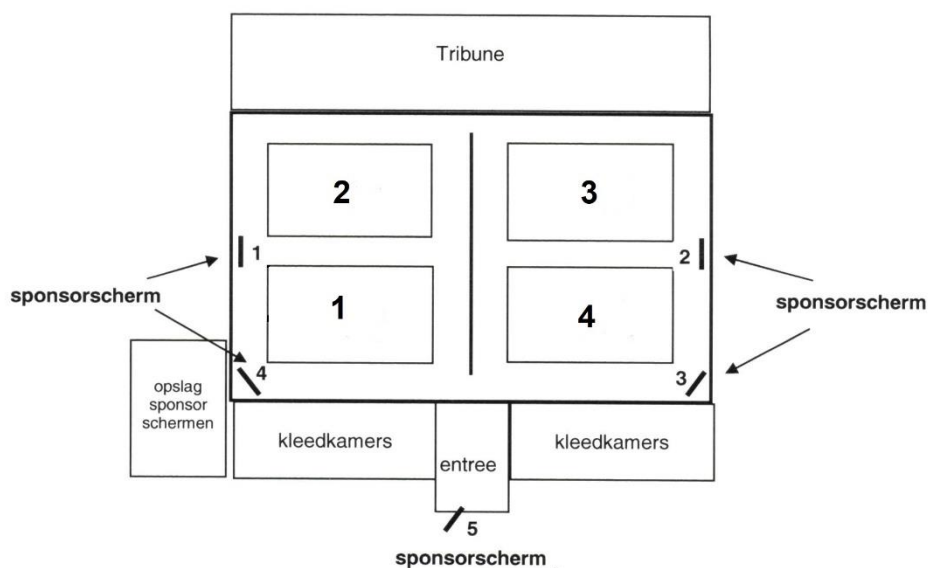 Tribune
2
3
1
2
sponsorscherm
sponsorscherm
1
4
4
3
opslag
sponsor
schermen
kleedkamers
entree
kleedkamers
5
sponsorscherm